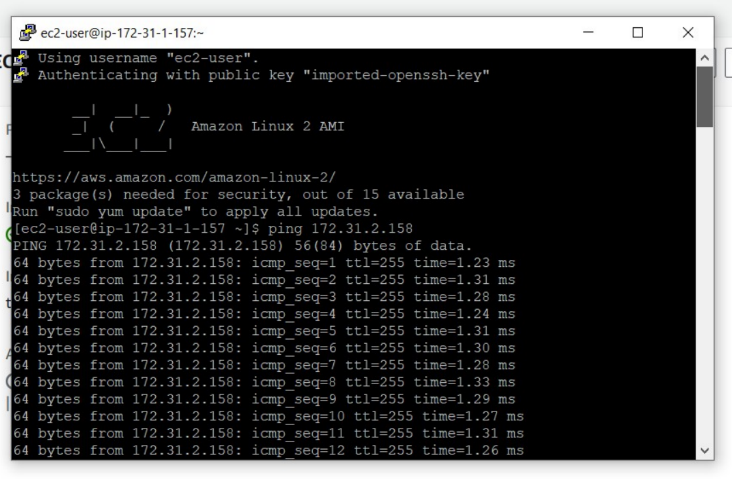 ec2-user@ip-172-31-1-157:~
Using username "ec2-user".
Authenticating with public key "imported-openssh-key"
__|  __|_  )
_|  (     /   Amazon Linux 2 AMI
___|\___|___|
https://aws.amazon.com/amazon-linux-2/
3 package(s) needed for security, out of 15 available
Run "sudo yum update" to apply all updates.
[ec2-user@ip-172-31-1-157 ~]$ ping 172.31.2.158
PING 172.31.2.158 (172.31.2.158) 56(84) bytes of data.
64 bytes from 172.31.2.158: icmp_seq=1 ttl=255 time=1.23 ms
64 bytes from 172.31.2.158: icmp_seq=2 ttl=255 time=1.31 ms
64 bytes from 172.31.2.158: icmp_seq=3 ttl=255 time=1.28 ms
64 bytes from 172.31.2.158: icmp_seq=4 ttl=255 time=1.24 ms
64 bytes from 172.31.2.158: icmp_seq=5 ttl=255 time=1.31 ms
64 bytes from 172.31.2.158: icmp_seq=6 ttl=255 time=1.30 ms
64 bytes from 172.31.2.158: icmp_seq=7 ttl=255 time=1.28 ms
64 bytes from 172.31.2.158: icmp_seq=8 ttl=255 time=1.33 ms
64 bytes from 172.31.2.158: icmp_seq=9 ttl=255 time=1.29 ms
64 bytes from 172.31.2.158: icmp_seq=10 ttl=255 time=1.27 ms
64 bytes from 172.31.2.158: icmp_seq=11 ttl=255 time=1.31 ms
64 bytes from 172.31.2.158: icmp_seq=12 ttl=255 time=1.26 ms